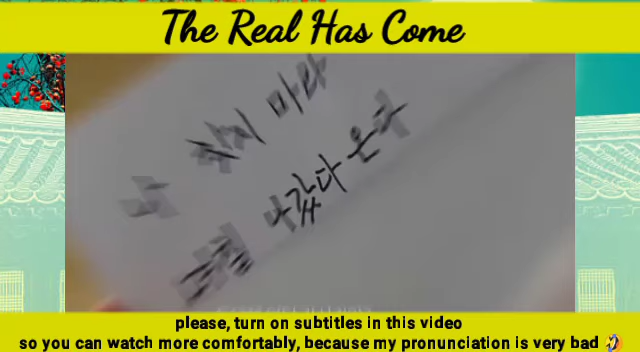 The Real Has Come
찾지 마라
나갔다 온다
please, turn on subtitles in this video
so you can watch more comfortably, because my pronunciation is very bad 🤣